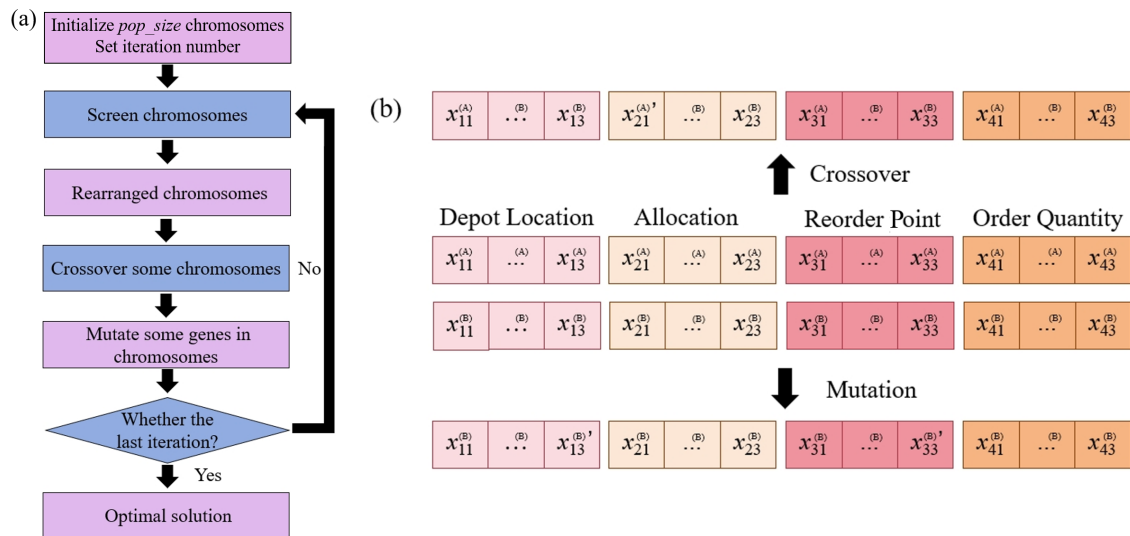 (a)
Initialize pop_size chromosomes
Set iteration number
Screen chromosomes
Rearranged chromosomes
Crossover some chromosomes
No
Mutate some genes in
chromosomes
Whether the
last iteration?
Yes
Optimal solution
(b)
x₁₁⁽ᴬ⁾ …⁽ᴮ⁾ x₁₃⁽ᴮ⁾ x₂₁⁽ᴬ⁾' …⁽ᴮ⁾ x₂₃⁽ᴮ⁾ x₃₁⁽ᴬ⁾ …⁽ᴮ⁾ x₃₃⁽ᴮ⁾ x₄₁⁽ᴬ⁾ …⁽ᴮ⁾ x₄₃⁽ᴮ⁾
Crossover
Depot Location Allocation Reorder Point Order Quantity
x₁₁⁽ᴬ⁾ …⁽ᴬ⁾ x₁₃⁽ᴬ⁾ x₂₁⁽ᴬ⁾ …⁽ᴬ⁾ x₂₃⁽ᴬ⁾ x₃₁⁽ᴬ⁾ …⁽ᴬ⁾ x₃₃⁽ᴬ⁾ x₄₁⁽ᴬ⁾ …⁽ᴬ⁾ x₄₃⁽ᴬ⁾
x₁₁⁽ᴮ⁾ …⁽ᴮ⁾ x₁₃⁽ᴮ⁾ x₂₁⁽ᴮ⁾ …⁽ᴮ⁾ x₂₃⁽ᴮ⁾ x₃₁⁽ᴮ⁾ …⁽ᴮ⁾ x₃₃⁽ᴮ⁾ x₄₁⁽ᴮ⁾ …⁽ᴮ⁾ x₄₃⁽ᴮ⁾
Mutation
x₁₁⁽ᴮ⁾ …⁽ᴮ⁾ x₁₃⁽ᴮ⁾' x₂₁⁽ᴮ⁾ …⁽ᴮ⁾ x₂₃⁽ᴮ⁾ x₃₁⁽ᴮ⁾ …⁽ᴮ⁾ x₃₃⁽ᴮ⁾' x₄₁⁽ᴮ⁾ …⁽ᴮ⁾ x₄₃⁽ᴮ⁾